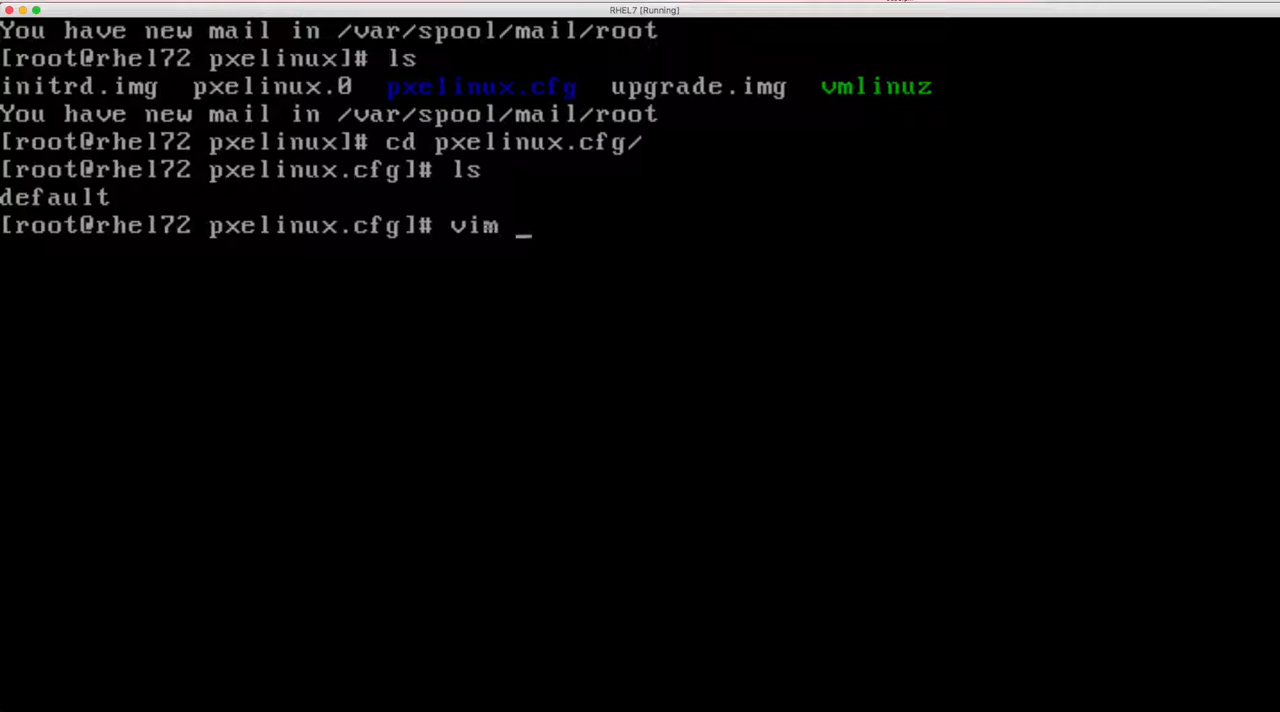 RHEL7 [Running]
You have new mail in /var/spool/mail/root
[root@rhel72 pxelinux]# ls
initrd.img  pxelinux.0  pxelinux.cfg  upgrade.img  vmlinuz
You have new mail in /var/spool/mail/root
[root@rhel72 pxelinux]# cd pxelinux.cfg/
[root@rhel72 pxelinux.cfg]# ls
default
[root@rhel72 pxelinux.cfg]# vim _